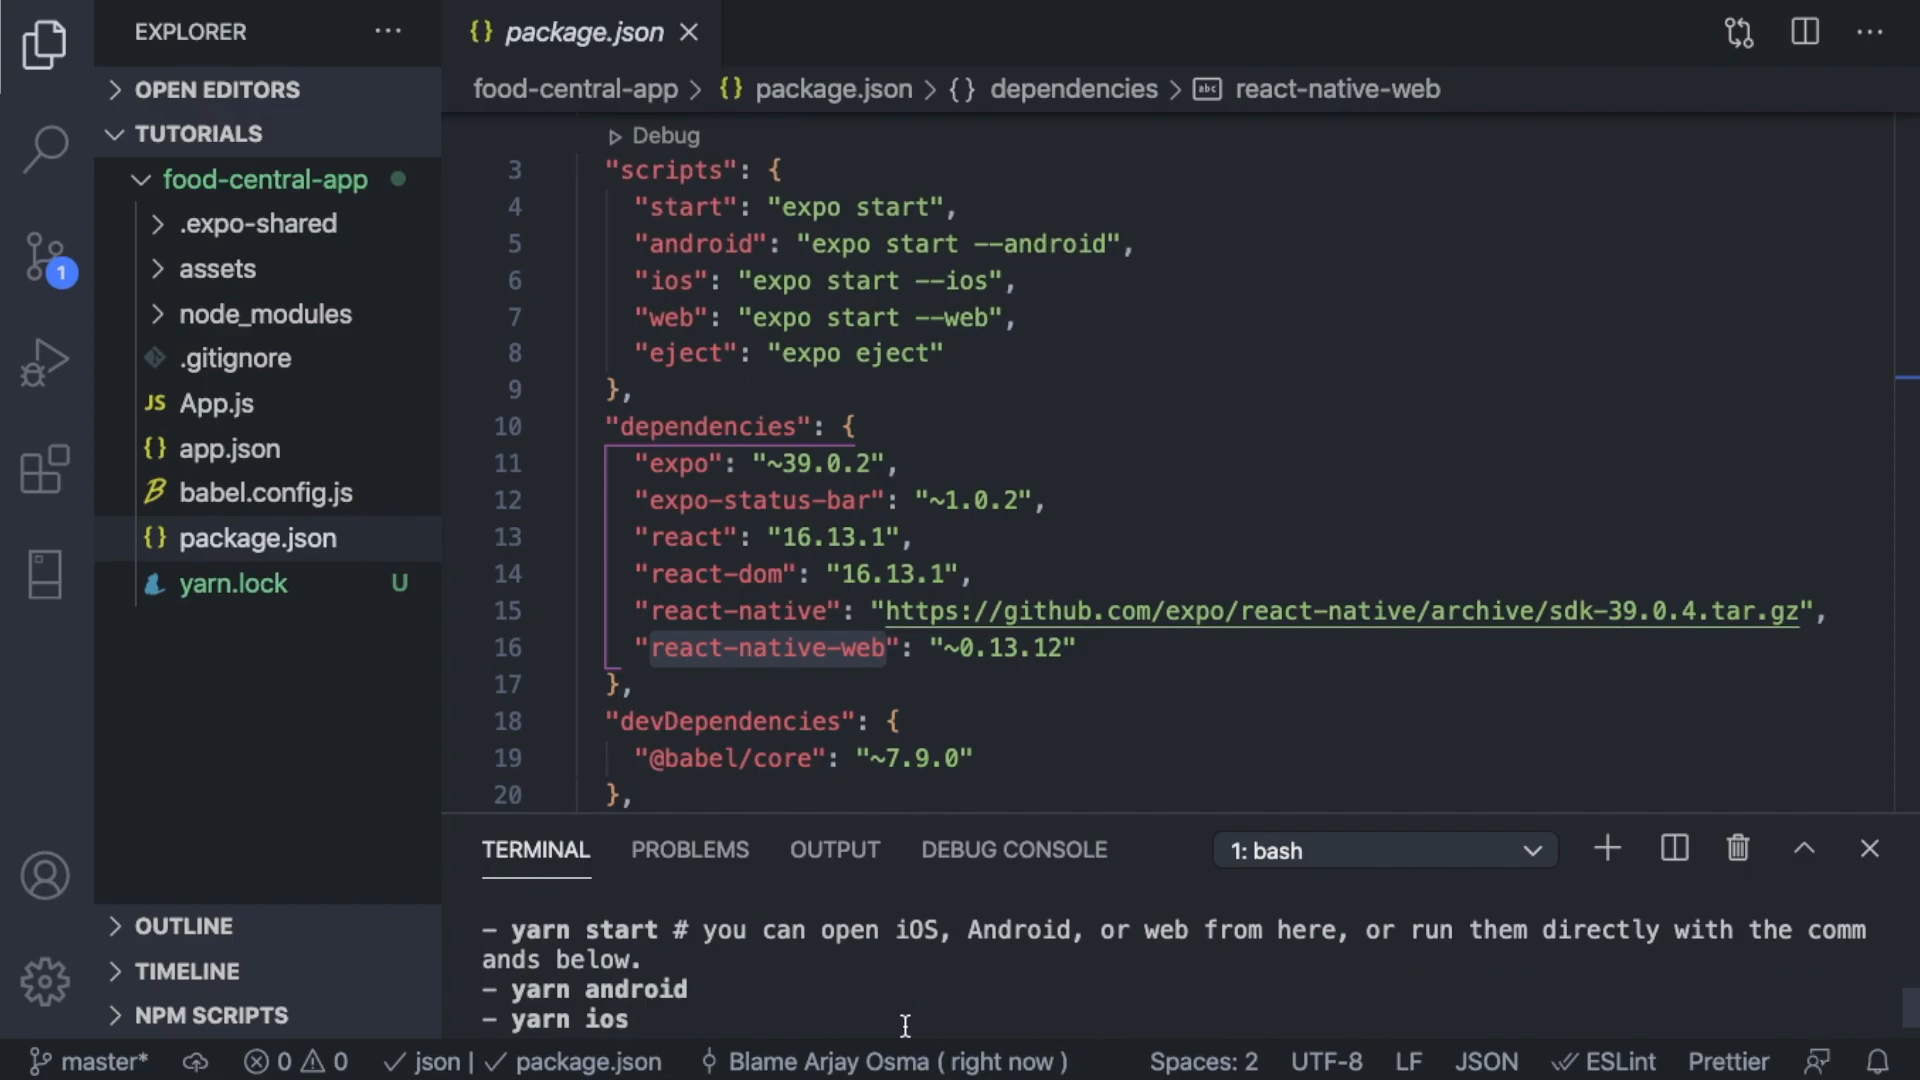 EXPLORER
OPEN EDITORS
TUTORIALS
food-central-app
.expo-shared
assets
node_modules
.gitignore
JS App.js
{} app.json
babel.config.js
{} package.json
yarn.lock U
OUTLINE
TIMELINE
NPM SCRIPTS
1
{} package.json
food-central-app > {} package.json > {} dependencies > abc react-native-web
Debug
3 "scripts": {
4 "start": "expo start",
5 "android": "expo start --android",
6 "ios": "expo start --ios",
7 "web": "expo start --web",
8 "eject": "expo eject"
9 },
10 "dependencies": {
11 "expo": "~39.0.2",
12 "expo-status-bar": "~1.0.2",
13 "react": "16.13.1",
14 "react-dom": "16.13.1",
15 "react-native": "https://github.com/expo/react-native/archive/sdk-39.0.4.tar.gz",
16 "react-native-web": "~0.13.12"
17 },
18 "devDependencies": {
19 "@babel/core": "~7.9.0"
20 },
TERMINAL PROBLEMS OUTPUT DEBUG CONSOLE 1: bash
- yarn start # you can open iOS, Android, or web from here, or run them directly with the comm
ands below.
- yarn android
- yarn ios
master* 0 0 json | package.json Blame Arjay Osma ( right now ) Spaces: 2 UTF-8 LF JSON ESLint Prettier